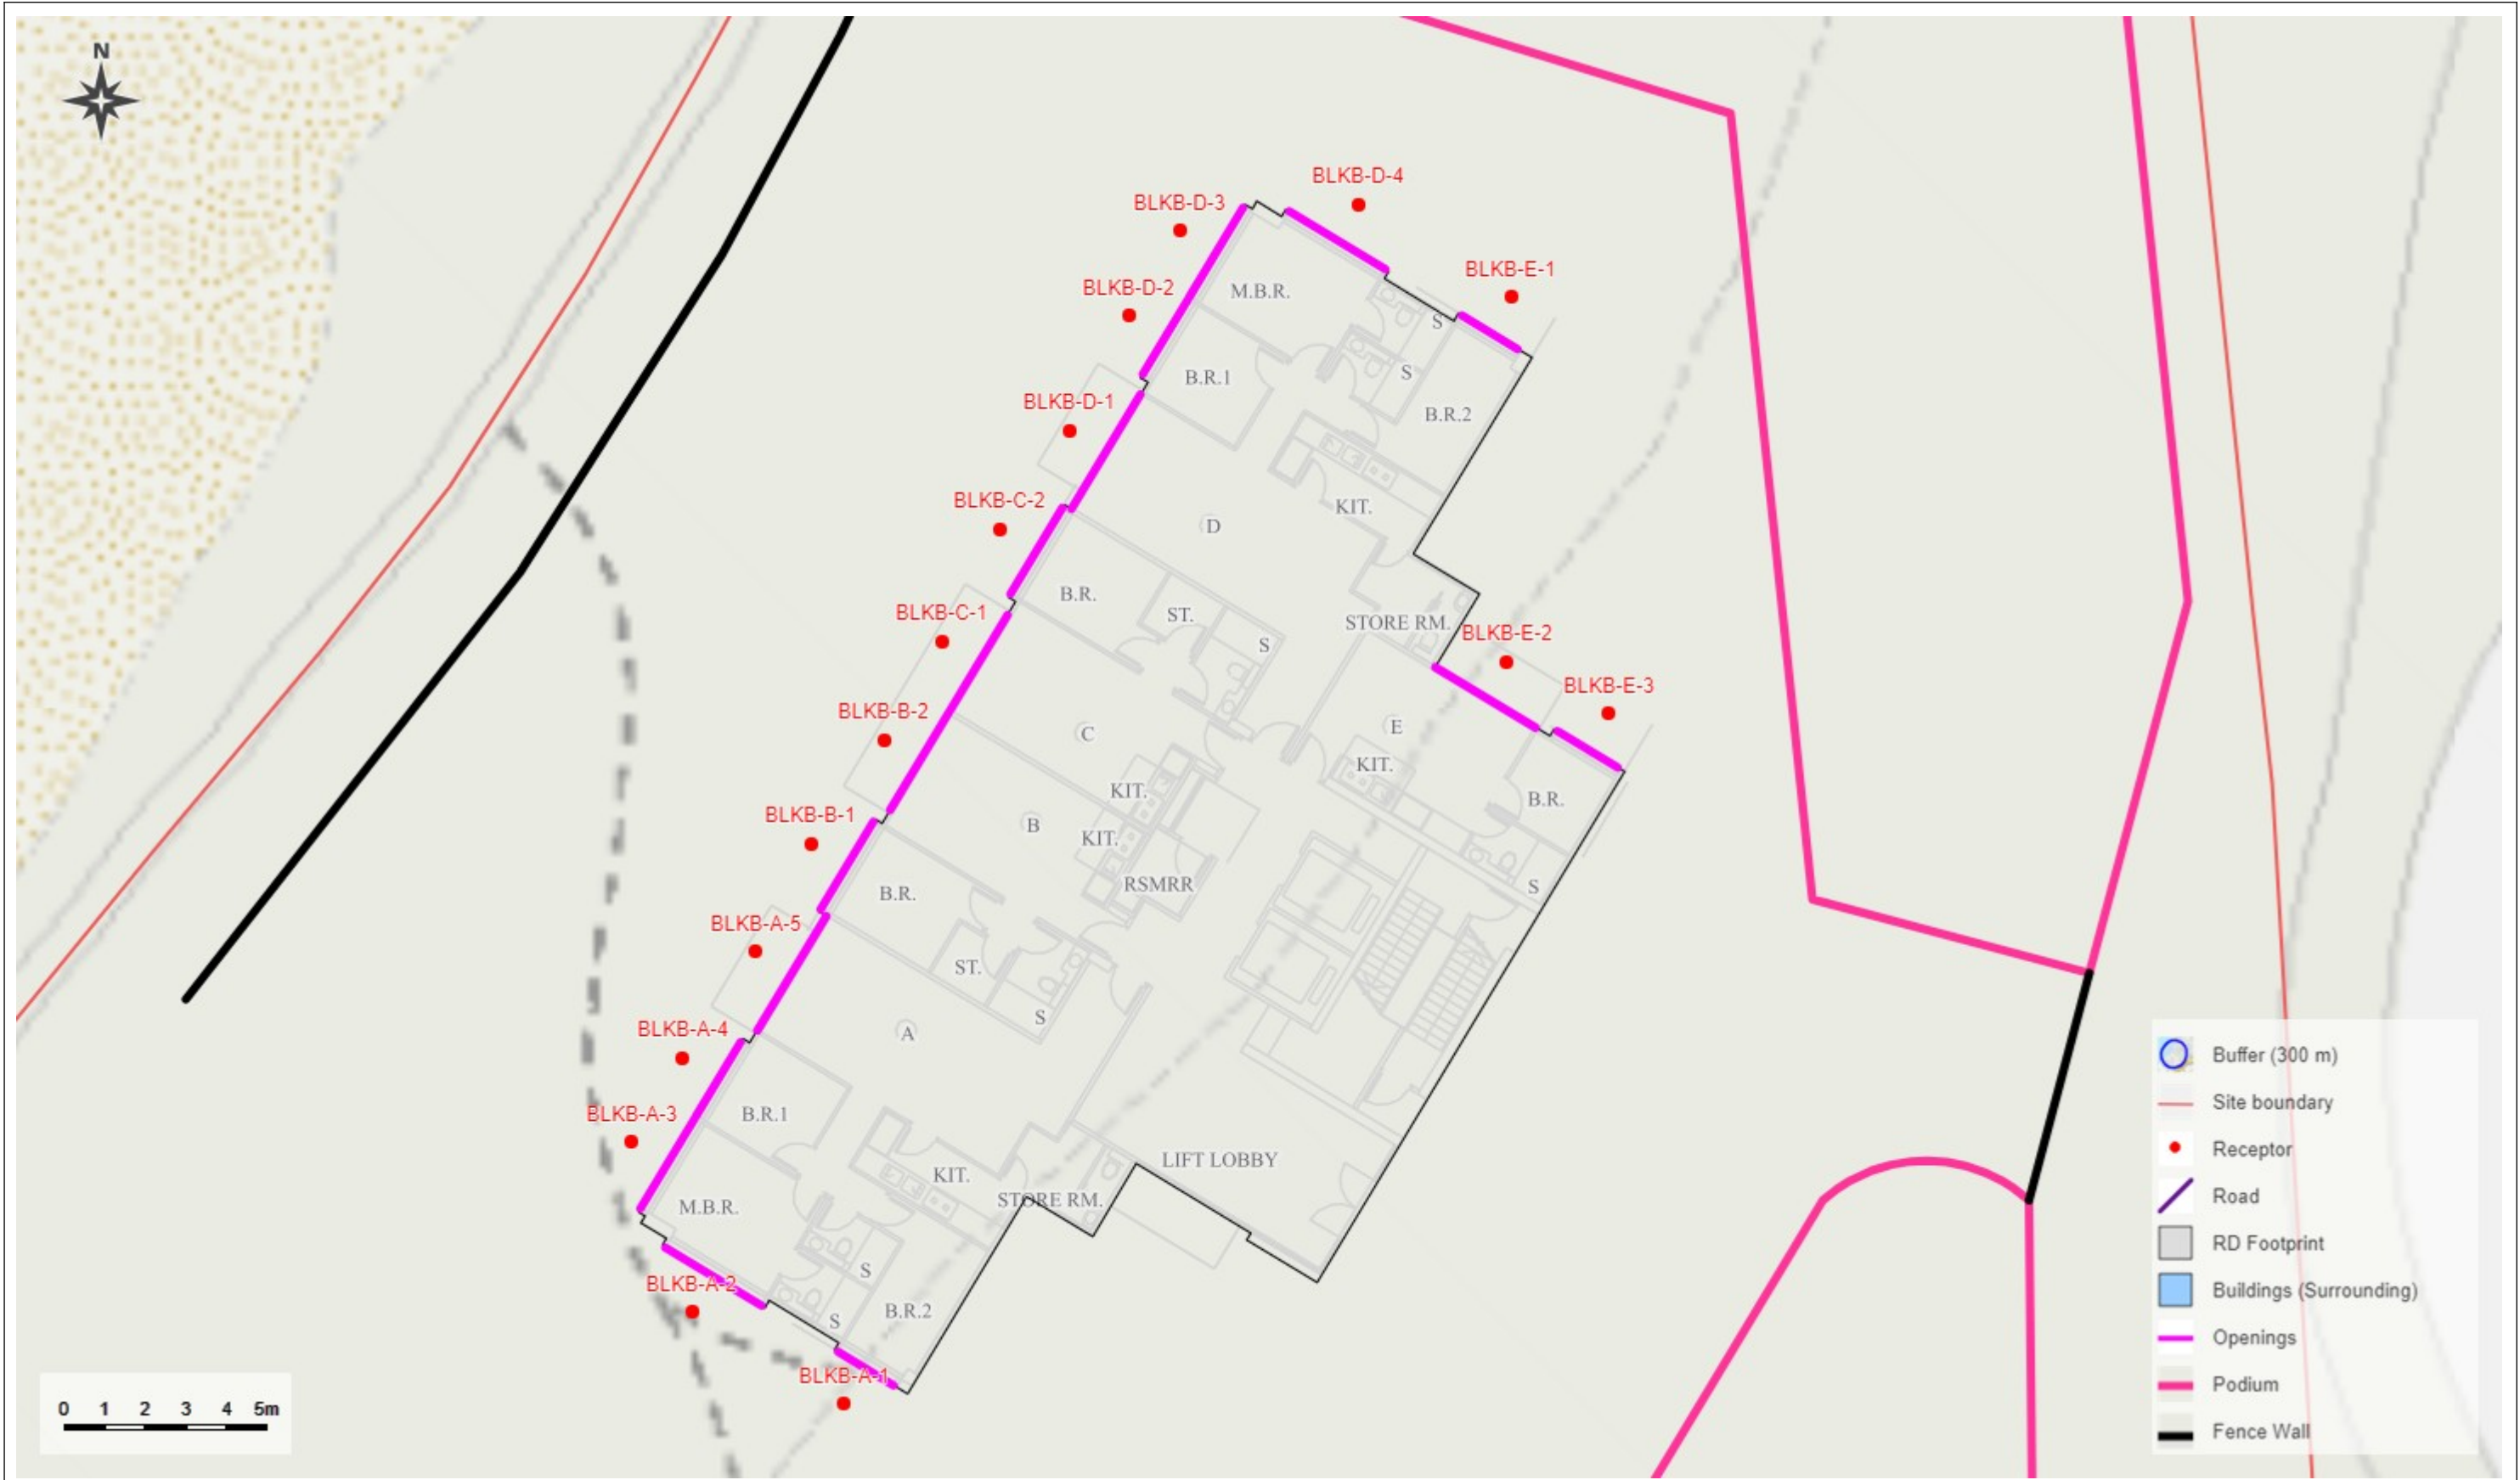 N
BLKB-D-4
BLKB-D-3
BLKB-E-1
BLKB-D-2
M.B.R.
S
S
B.R.1
BLKB-D-1
B.R.2
BLKB-C-2
KIT.
D
B.R.
BLKB-C-1
ST.
STORE RM.
BLKB-E-2
S
BLKB-E-3
BLKB-B-2
E
C
KIT.
KIT.
B.R.
BLKB-B-1
B
KIT.
RSMRR
S
B.R.
BLKB-A-5
ST.
S
A
BLKB-A-4
BLKB-A-3
B.R.1
LIFT LOBBY
KIT.
STORE RM.
M.B.R.
S
BLKB-A-2
B.R.2
S
BLKB-A-1
0 1 2 3 4 5m
Buffer (300 m)
Site boundary
Receptor
Road
RD Footprint
Buildings (Surrounding)
Openings
Podium
Fence Wall